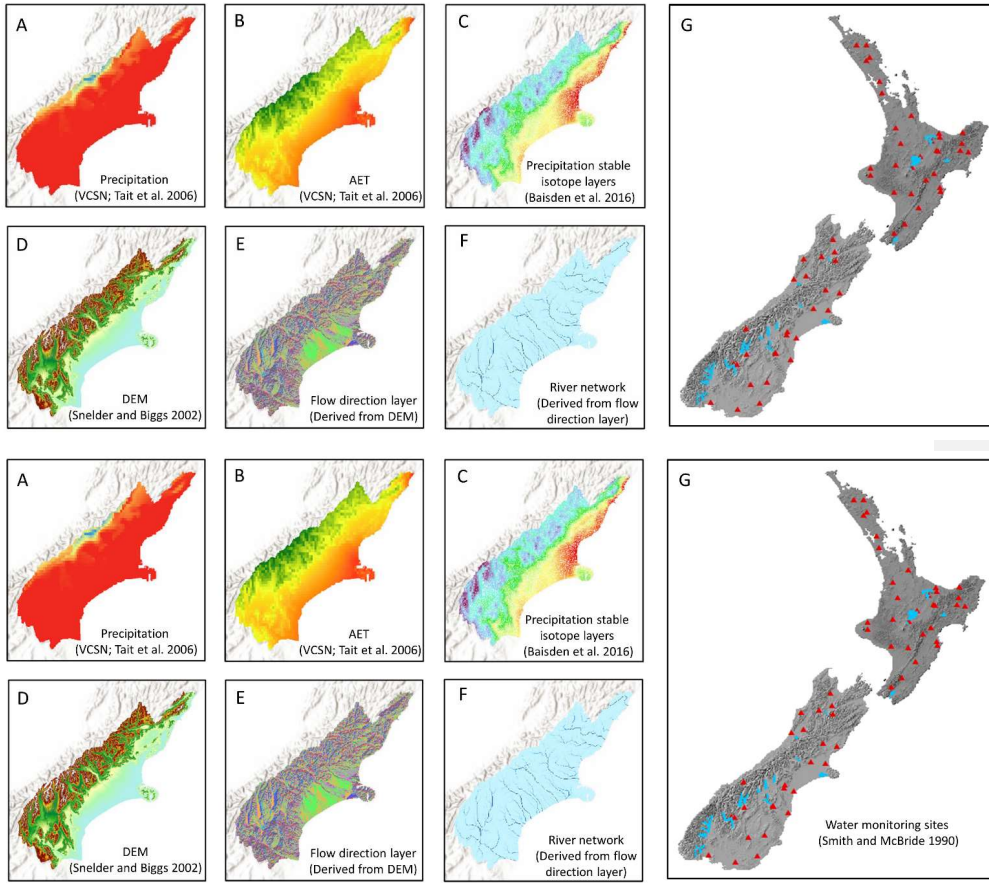 A
Precipitation
(VCSN; Tait et al. 2006)
B
AET
(VCSN; Tait et al. 2006)
C
Precipitation stable
isotope layers
(Baisden et al. 2016)
G
D
DEM
(Snelder and Biggs 2002)
E
Flow direction layer
(Derived from DEM)
F
River network
(Derived from flow
direction layer)
A
Precipitation
(VCSN; Tait et al. 2006)
B
AET
(VCSN; Tait et al. 2006)
C
Precipitation stable
isotope layers
(Baisden et al. 2016)
G
Water monitoring sites
(Smith and McBride 1990)
D
DEM
(Snelder and Biggs 2002)
E
Flow direction layer
(Derived from DEM)
F
River network
(Derived from flow
direction layer)